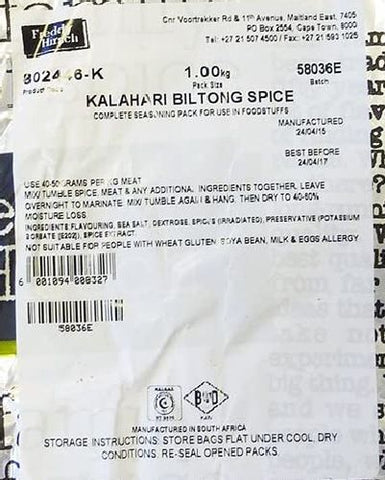 Freddy
Hirsch
Cnr Voortrekker Rd & 11th Avenue, Maitland East, 7405
PO Box 2554, Cape Town, 8000
Tel: +27 21 507 4500 / Fax: +27 21 593 1025
1.00kg
58036E
Pack Size
Batch
KALAHARI BILTONG SPICE
COMPLETE SEASONING PACK FOR USE IN FOODSTUFFS
MANUFACTURED
24/04/15
BEST BEFORE
24/04/17
USE 40-50 GRAMS PER KG MEAT
MIX/TUMBLE SPICE, MEAT & ANY ADDITIONAL INGREDIENTS TOGETHER. LEAVE
OVERNIGHT TO MARINATE. MIX/TUMBLE AGAIN & HANG, THEN DRY TO 40-60%
MOISTURE LOSS
INGREDIENTS: FLAVOURING, SEA SALT, DEXTROSE, SPICES (IRRADIATED), PRESERVATIVE (POTASSIUM
SORBATE [E202]), SPICE EXTRACT.
NOT SUITABLE FOR PEOPLE WITH WHEAT GLUTEN, SOYA BEAN, MILK & EGGS ALLERGY
6 001094 008327
58036E
MANUFACTURED IN SOUTH AFRICA
STORAGE INSTRUCTIONS: STORE BAGS FLAT UNDER COOL, DRY
CONDITIONS. RE-SEAL OPENED PACKS.